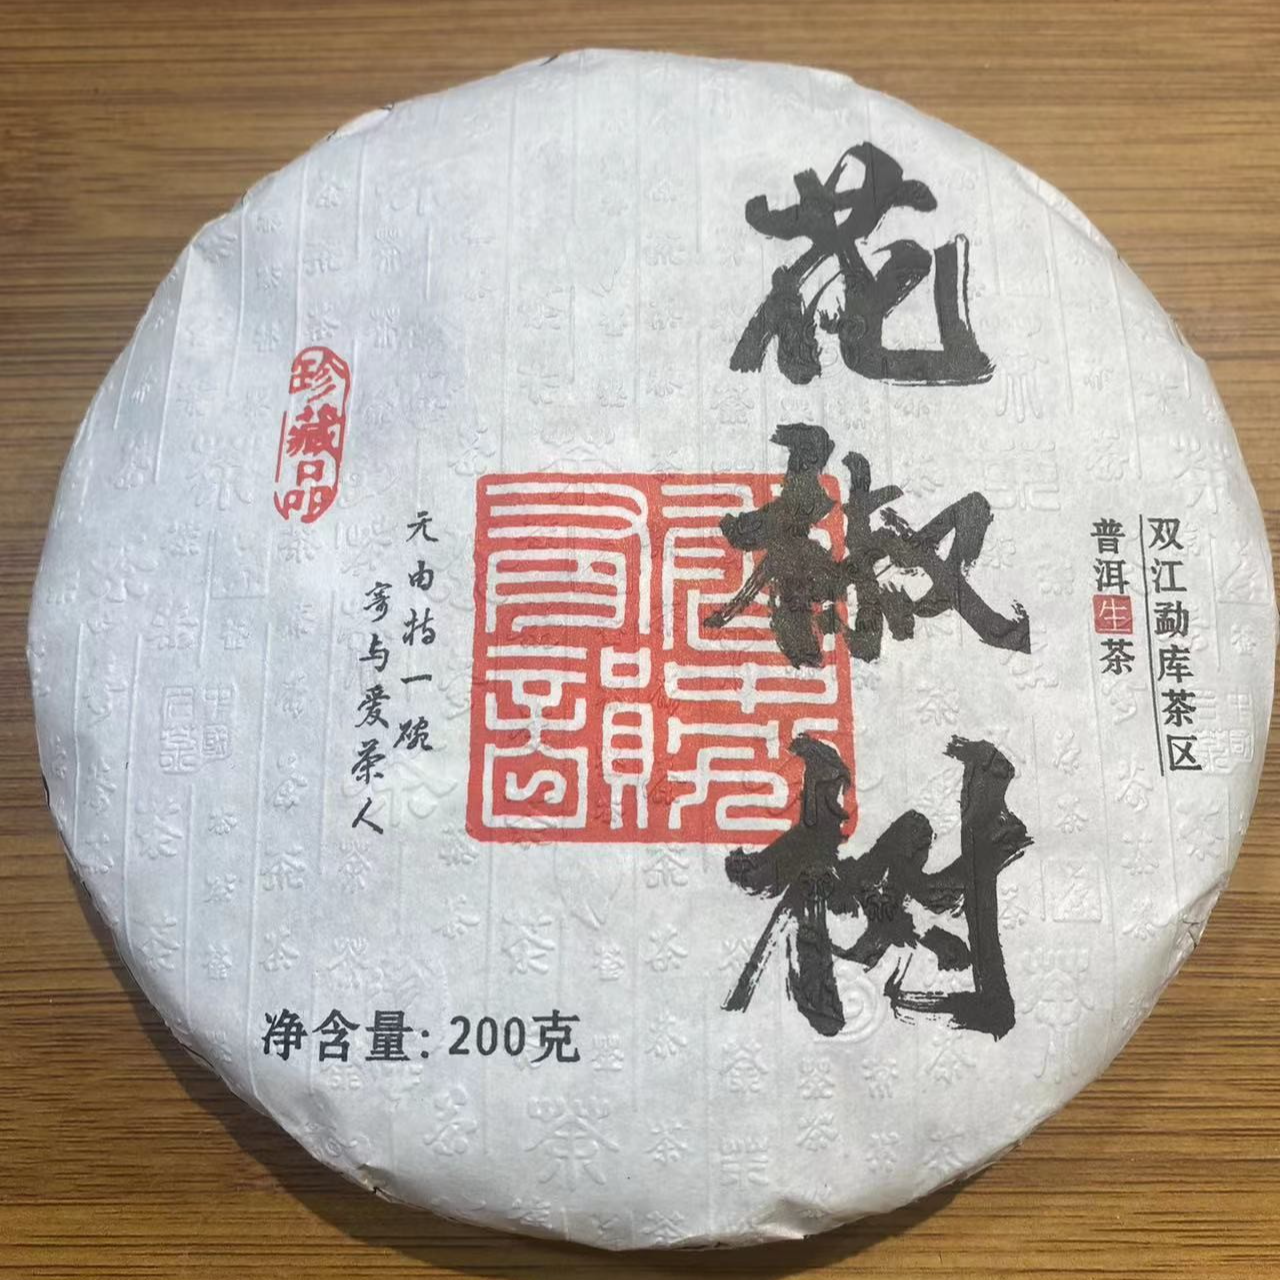 花椒树
双江勐库茶区
普洱生茶
珍藏品
无由持一碗
寄与爱茶人
净含量: 200克